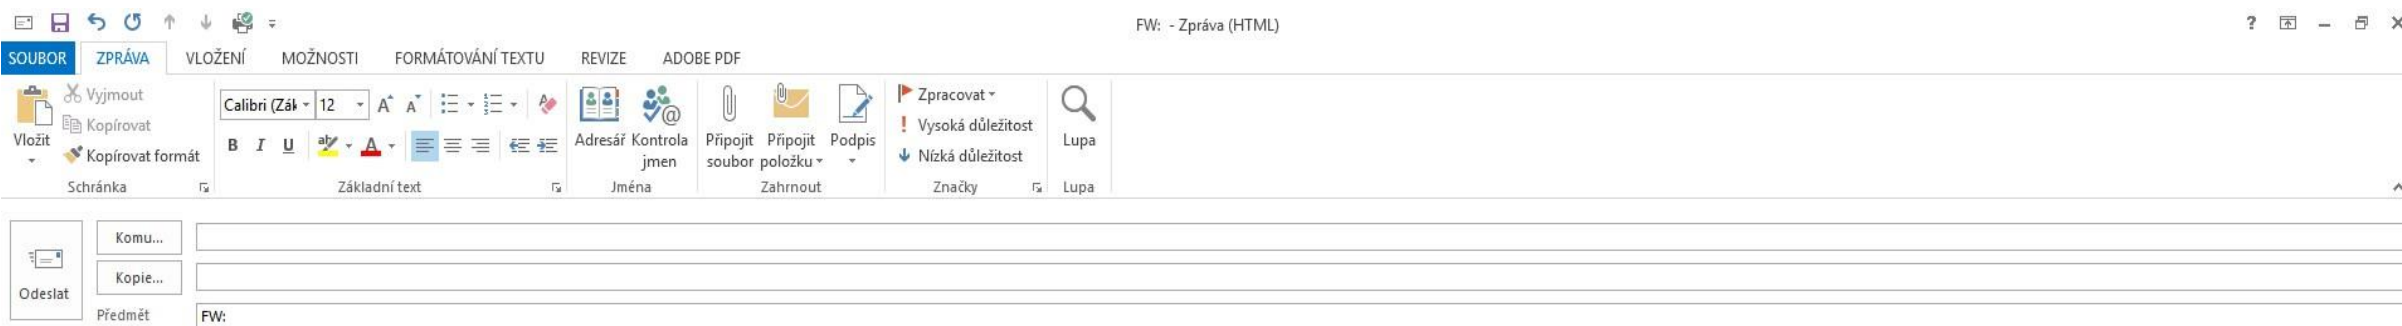 FW: - Zpráva (HTML)
?
SOUBOR ZPRÁVA VLOŽENÍ MOŽNOSTI FORMÁTOVÁNÍ TEXTU REVIZE ADOBE PDF
Vložit
Vyjmout
Kopírovat
Kopírovat formát
Schránka
Calibri (Zák 12
B I U
Základní text
Adresář Kontrola jmen
Jména
Připojit soubor
Připojit položku
Podpis
Zahrnout
Zpracovat
Vysoká důležitost
Nízká důležitost
Značky
Lupa
Lupa
Odeslat
Komu...
Kopie...
Předmět FW: